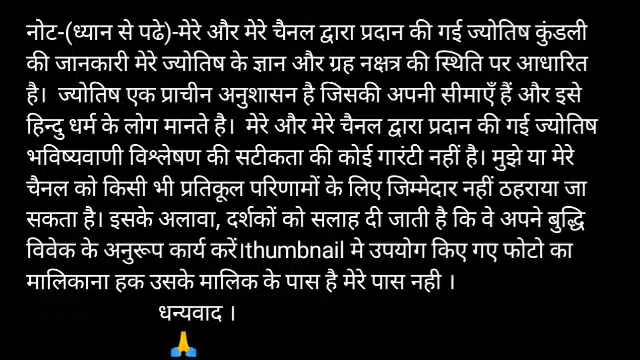 नोट-(ध्यान से पढे)-मेरे और मेरे चैनल द्वारा प्रदान की गई ज्योतिष कुंडली
की जानकारी मेरे ज्योतिष के ज्ञान और ग्रह नक्षत्र की स्थिति पर आधारित
है। ज्योतिष एक प्राचीन अनुशासन है जिसकी अपनी सीमाएँ हैं और इसे
हिन्दु धर्म के लोग मानते है। मेरे और मेरे चैनल द्वारा प्रदान की गई ज्योतिष
भविष्यवाणी विश्लेषण की सटीकता की कोई गारंटी नहीं है। मुझे या मेरे
चैनल को किसी भी प्रतिकूल परिणामों के लिए जिम्मेदार नहीं ठहराया जा
सकता है। इसके अलावा, दर्शकों को सलाह दी जाती है कि वे अपने बुद्धि
विवेक के अनुरूप कार्य करें।thumbnail मे उपयोग किए गए फोटो का
मालिकाना हक उसके मालिक के पास है मेरे पास नही ।
धन्यवाद ।
🙏